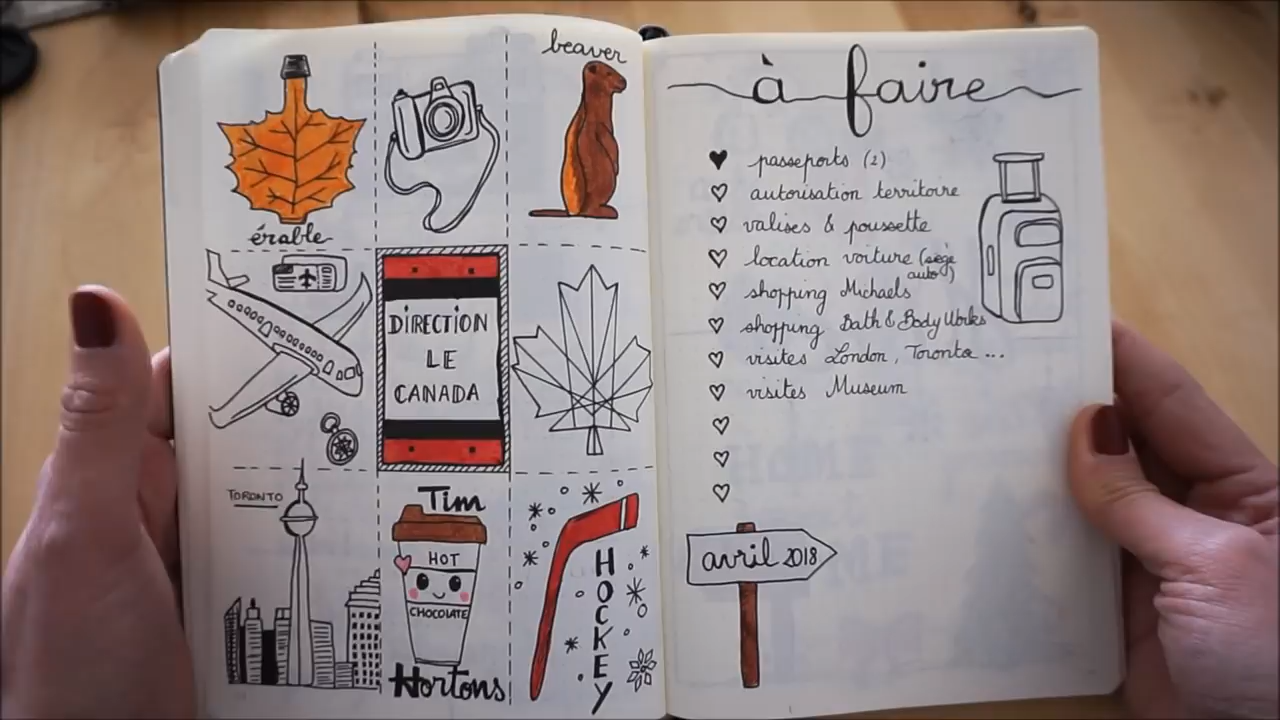 érable
beaver
DIRECTION
LE
CANADA
TORONTO
Tim
HOT
CHOCOLATE
Hortons
HOCKEY
à faire
passeports (2)
autorisation territoire
valises & poussette
location voiture (siège
auto)
shopping Michaels
shopping Bath & Body Works
visites London, Toronto ...
visites Museum
avril 2018